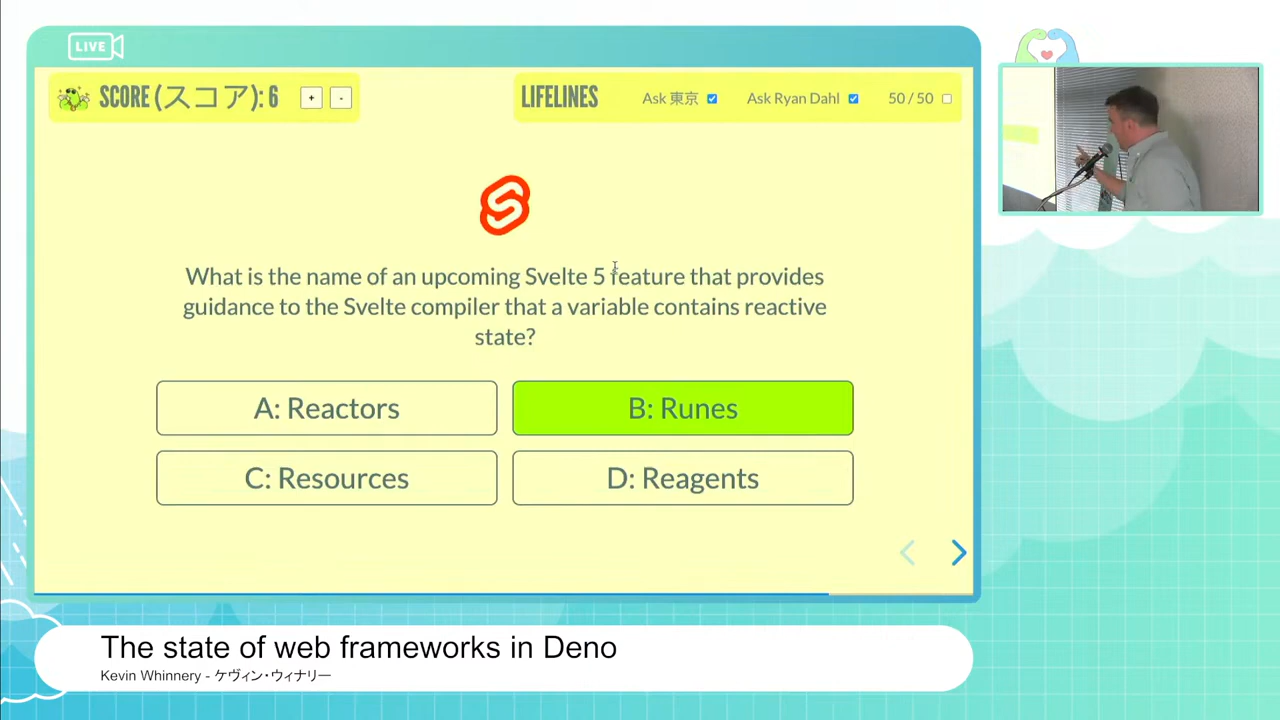 LIVE
SCORE (スコア): 6 + -
LIFELINES Ask 東京 Ask Ryan Dahl 50 / 50
What is the name of an upcoming Svelte 5 feature that provides
guidance to the Svelte compiler that a variable contains reactive
state?
A: Reactors
B: Runes
C: Resources
D: Reagents
The state of web frameworks in Deno
Kevin Whinnery - ケヴィン・ウィナリー